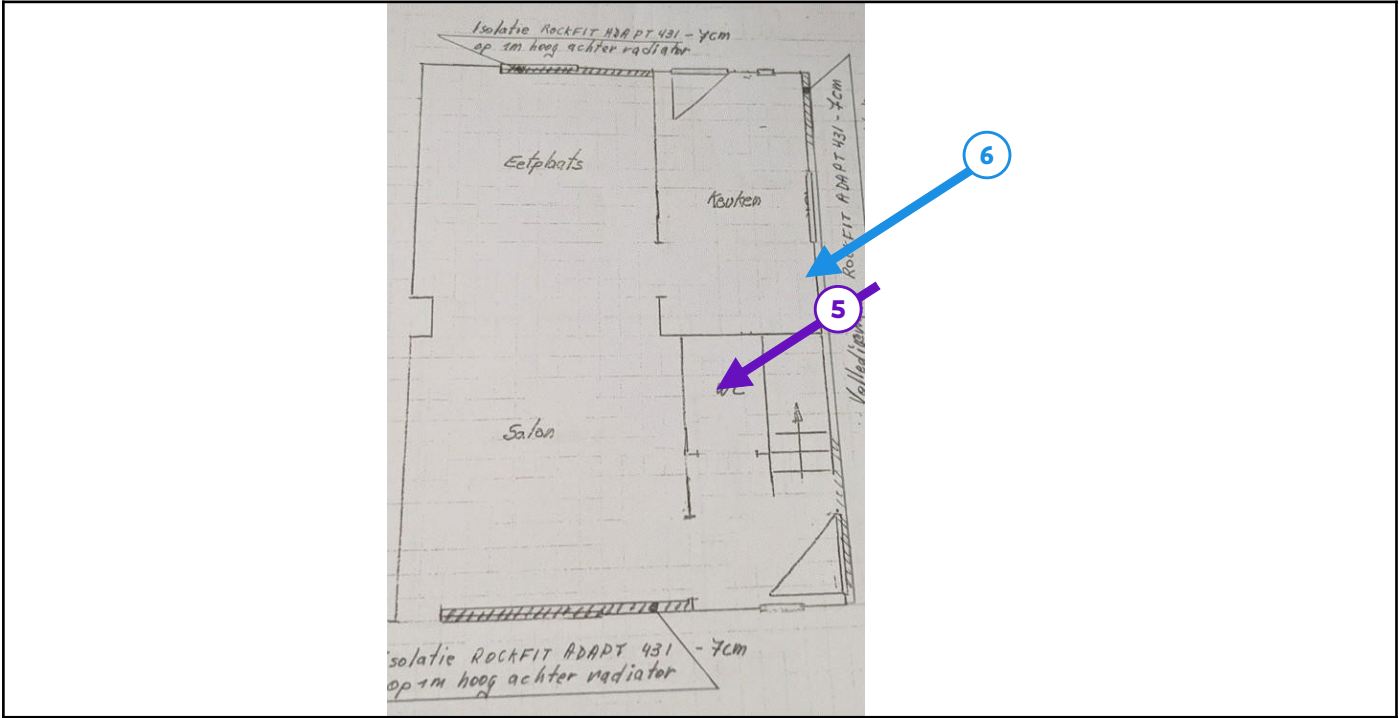 Isolatie ROCKFIT ADAPT 431 - 7cm
op 1m hoog achter radiator
Eetplaats
Keuken
6
5
WC
Salon
ROCKFIT ADAPT 431 - 7cm
solatie ROCKFIT ADAPT 431 - 7cm
op 1m hoog achter radiator